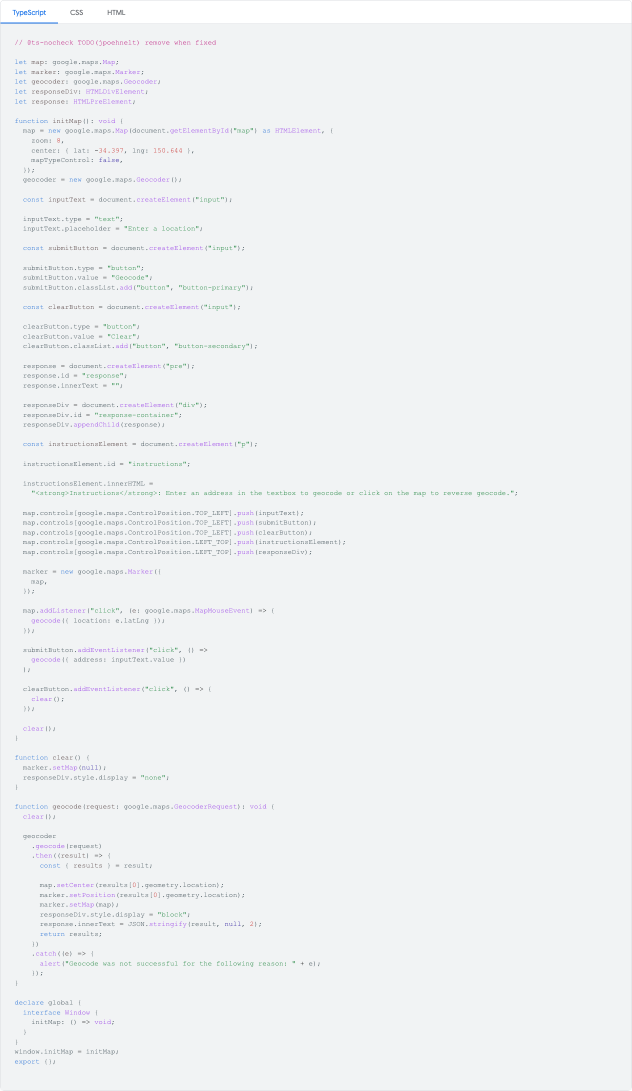 TypeScript CSS HTML
// @ts-nocheck TODO(jpoehnelt) remove when fixed
let map: google.maps.Map;
let marker: google.maps.Marker;
let geocoder: google.maps.Geocoder;
let responseDiv: HTMLDivElement;
let response: HTMLPreElement;
function initMap(): void {
  map = new google.maps.Map(document.getElementById("map") as HTMLElement, {
    zoom: 8,
    center: { lat: -34.397, lng: 150.644 },
    mapTypeControl: false,
  });
  geocoder = new google.maps.Geocoder();
  const inputText = document.createElement("input");
  inputText.type = "text";
  inputText.placeholder = "Enter a location";
  const submitButton = document.createElement("input");
  submitButton.type = "button";
  submitButton.value = "Geocode";
  submitButton.classList.add("button", "button-primary");
  const clearButton = document.createElement("input");
  clearButton.type = "button";
  clearButton.value = "Clear";
  clearButton.classList.add("button", "button-secondary");
  response = document.createElement("pre");
  response.id = "response";
  response.innerText = "";
  responseDiv = document.createElement("div");
  responseDiv.id = "response-container";
  responseDiv.appendChild(response);
  const instructionsElement = document.createElement("p");
  instructionsElement.id = "instructions";
  instructionsElement.innerHTML =
    "<strong>Instructions</strong>: Enter an address in the textbox to geocode or click on the map to reverse geocode.";
  map.controls[google.maps.ControlPosition.TOP_LEFT].push(inputText);
  map.controls[google.maps.ControlPosition.TOP_LEFT].push(submitButton);
  map.controls[google.maps.ControlPosition.TOP_LEFT].push(clearButton);
  map.controls[google.maps.ControlPosition.LEFT_TOP].push(instructionsElement);
  map.controls[google.maps.ControlPosition.LEFT_TOP].push(responseDiv);
  marker = new google.maps.Marker({
    map,
  });
  map.addListener("click", (e: google.maps.MapMouseEvent) => {
    geocode({ location: e.latLng });
  });
  submitButton.addEventListener("click", () =>
    geocode({ address: inputText.value })
  );
  clearButton.addEventListener("click", () => {
    clear();
  });
  clear();
}
function clear() {
  marker.setMap(null);
  responseDiv.style.display = "none";
}
function geocode(request: google.maps.GeocoderRequest): void {
  clear();
  geocoder
    .geocode(request)
    .then((result) => {
      const { results } = result;
      map.setCenter(results[0].geometry.location);
      marker.setPosition(results[0].geometry.location);
      marker.setMap(map);
      responseDiv.style.display = "block";
      response.innerText = JSON.stringify(result, null, 2);
      return results;
    })
    .catch((e) => {
      alert("Geocode was not successful for the following reason: " + e);
    });
}
declare global {
  interface Window {
    initMap: () => void;
  }
}
window.initMap = initMap;
export {};